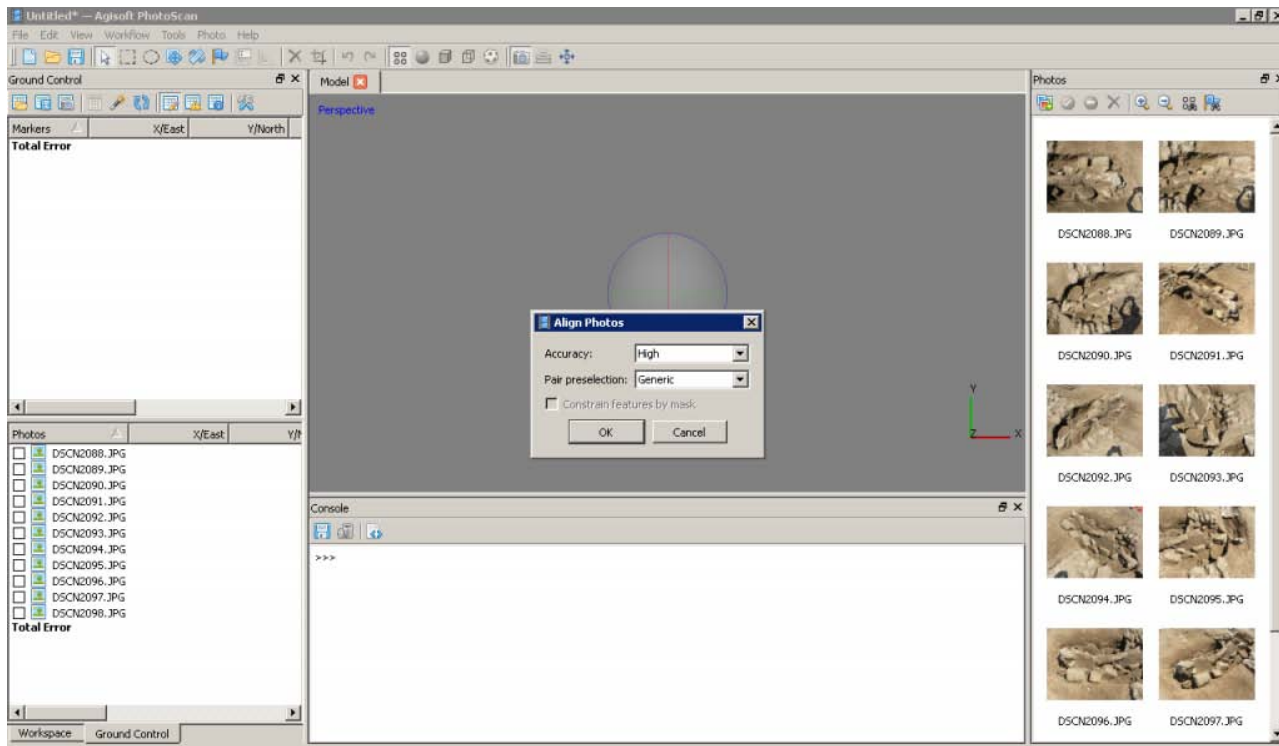 Untitled* — Agisoft PhotoScan
File Edit View Workflow Tools Photo Help
Ground Control
Markers X/East Y/North
Total Error
Photos X/East Y/N
DSCN2088.JPG
DSCN2089.JPG
DSCN2090.JPG
DSCN2091.JPG
DSCN2092.JPG
DSCN2093.JPG
DSCN2094.JPG
DSCN2095.JPG
DSCN2096.JPG
DSCN2097.JPG
DSCN2098.JPG
Total Error
Workspace Ground Control
Model
Perspective
Y
Z X
Align Photos
Accuracy: High
Pair preselection: Generic
Constrain features by mask
OK Cancel
Console
>>>
Photos
DSCN2088.JPG DSCN2089.JPG
DSCN2090.JPG DSCN2091.JPG
DSCN2092.JPG DSCN2093.JPG
DSCN2094.JPG DSCN2095.JPG
DSCN2096.JPG DSCN2097.JPG